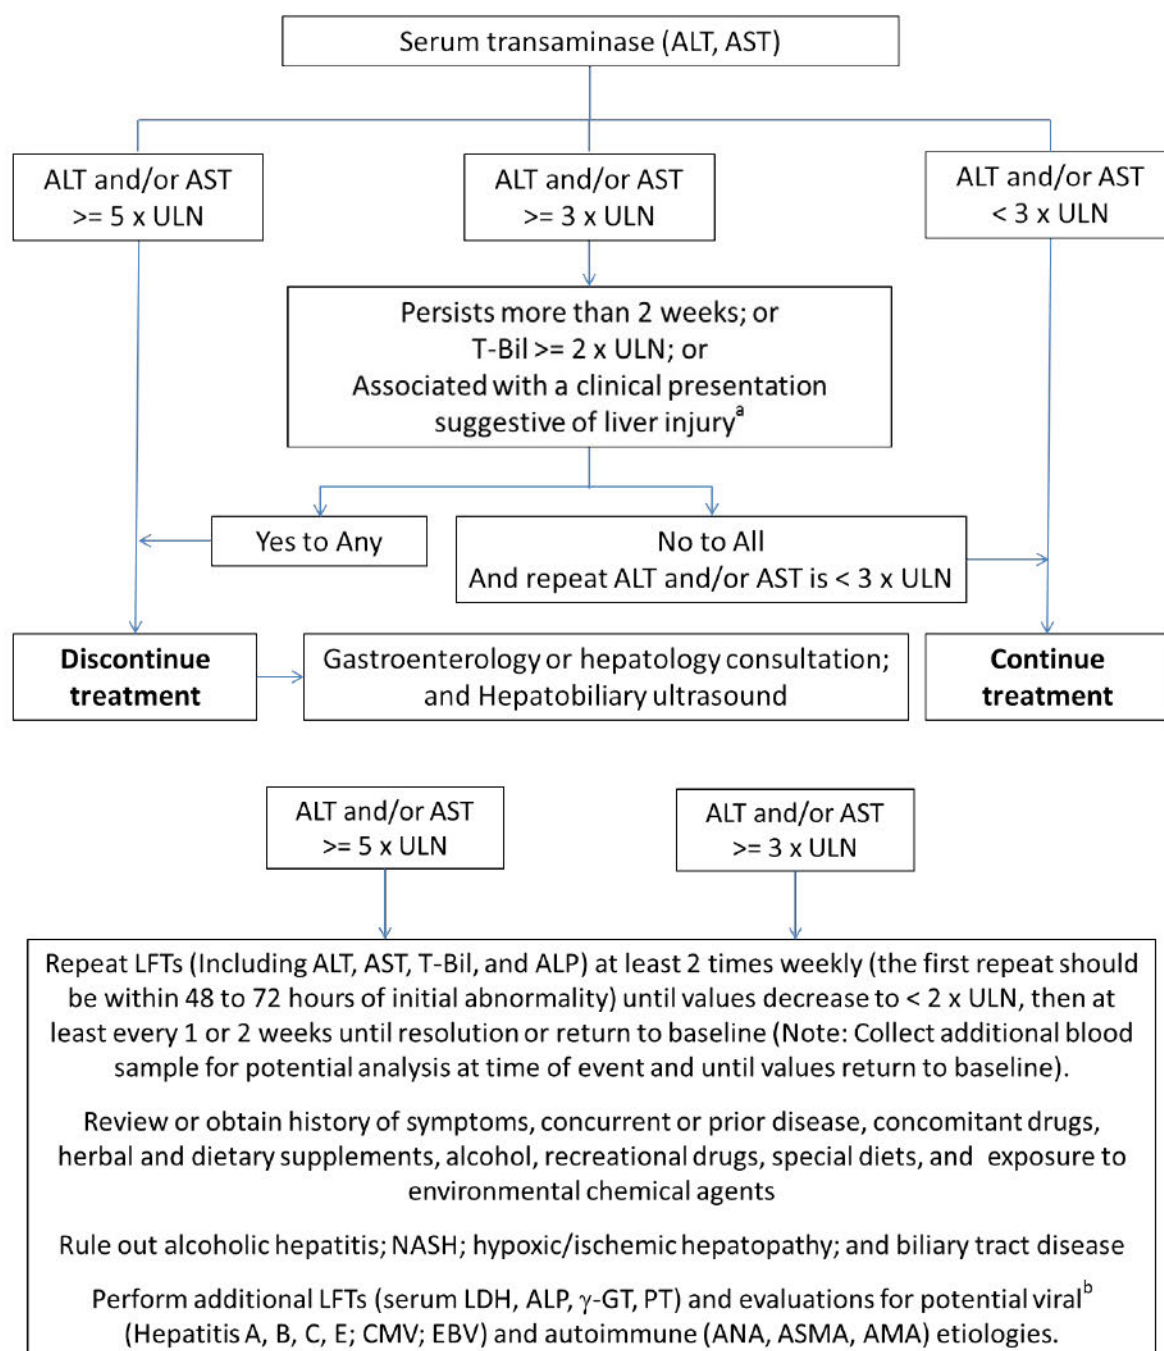 Serum transaminase (ALT, AST)
ALT and/or AST
>= 5 x ULN
ALT and/or AST
>= 3 x ULN
ALT and/or AST
< 3 x ULN
Persists more than 2 weeks; or
T-Bil >= 2 x ULN; or
Associated with a clinical presentation
suggestive of liver injurya
Yes to Any
No to All
And repeat ALT and/or AST is < 3 x ULN
Discontinue
treatment
Gastroenterology or hepatology consultation;
and Hepatobiliary ultrasound
Continue
treatment
ALT and/or AST
>= 5 x ULN
ALT and/or AST
>= 3 x ULN
Repeat LFTs (Including ALT, AST, T-Bil, and ALP) at least 2 times weekly (the first repeat should
be within 48 to 72 hours of initial abnormality) until values decrease to < 2 x ULN, then at
least every 1 or 2 weeks until resolution or return to baseline (Note: Collect additional blood
sample for potential analysis at time of event and until values return to baseline).
Review or obtain history of symptoms, concurrent or prior disease, concomitant drugs,
herbal and dietary supplements, alcohol, recreational drugs, special diets, and exposure to
environmental chemical agents
Rule out alcoholic hepatitis; NASH; hypoxic/ischemic hepatopathy; and biliary tract disease
Perform additional LFTs (serum LDH, ALP, γ-GT, PT) and evaluations for potential viralb
(Hepatitis A, B, C, E; CMV; EBV) and autoimmune (ANA, ASMA, AMA) etiologies.